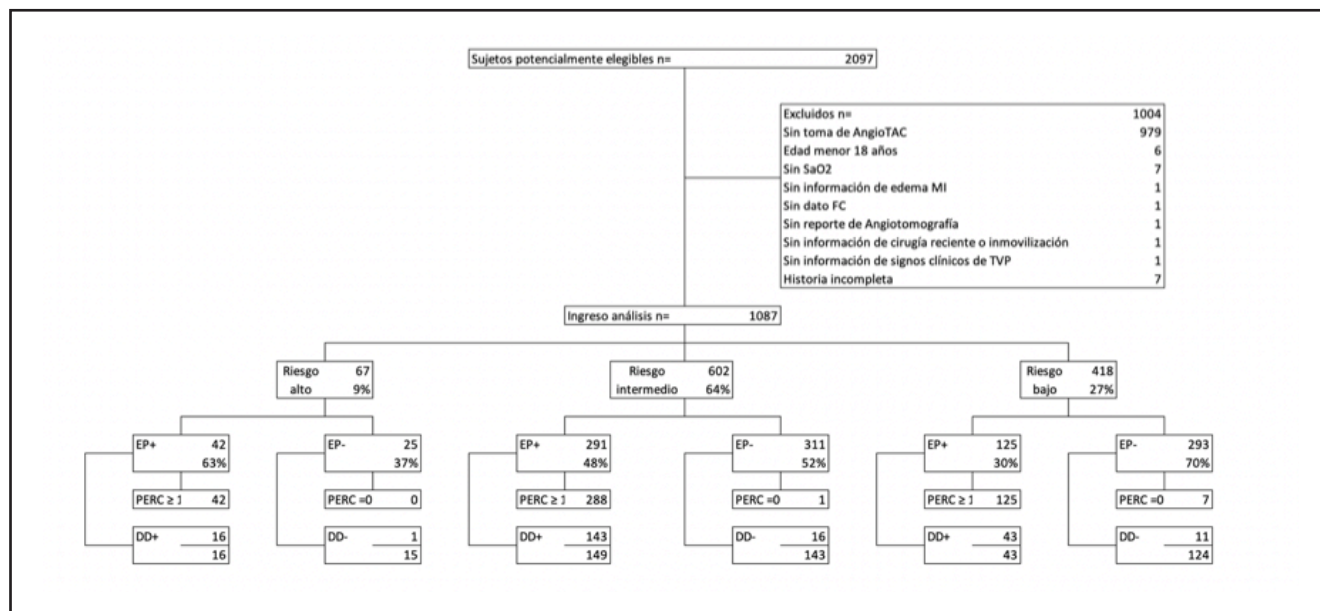 Sujetos potencialmente elegibles n= 2097
Excluidos n= 1004
Sin toma de AngioTAC 979
Edad menor 18 años 6
Sin SaO2 7
Sin información de edema MI 1
Sin dato FC 1
Sin reporte de Angiotomografía 1
Sin información de cirugía reciente o inmovilización 1
Sin información de signos clínicos de TVP 1
Historia incompleta 7
Ingreso análisis n= 1087
Riesgo 67
alto 9%
Riesgo 602
intermedio 64%
Riesgo 418
bajo 27%
EP+ 42
63%
EP- 25
37%
EP+ 291
48%
EP- 311
52%
EP+ 125
30%
EP- 293
70%
PERC ≥ 1 42
PERC =0 0
PERC ≥ 1 288
PERC =0 1
PERC ≥ 1 125
PERC =0 7
DD+ 16
16
DD- 1
15
DD+ 143
149
DD- 16
143
DD+ 43
43
DD- 11
124